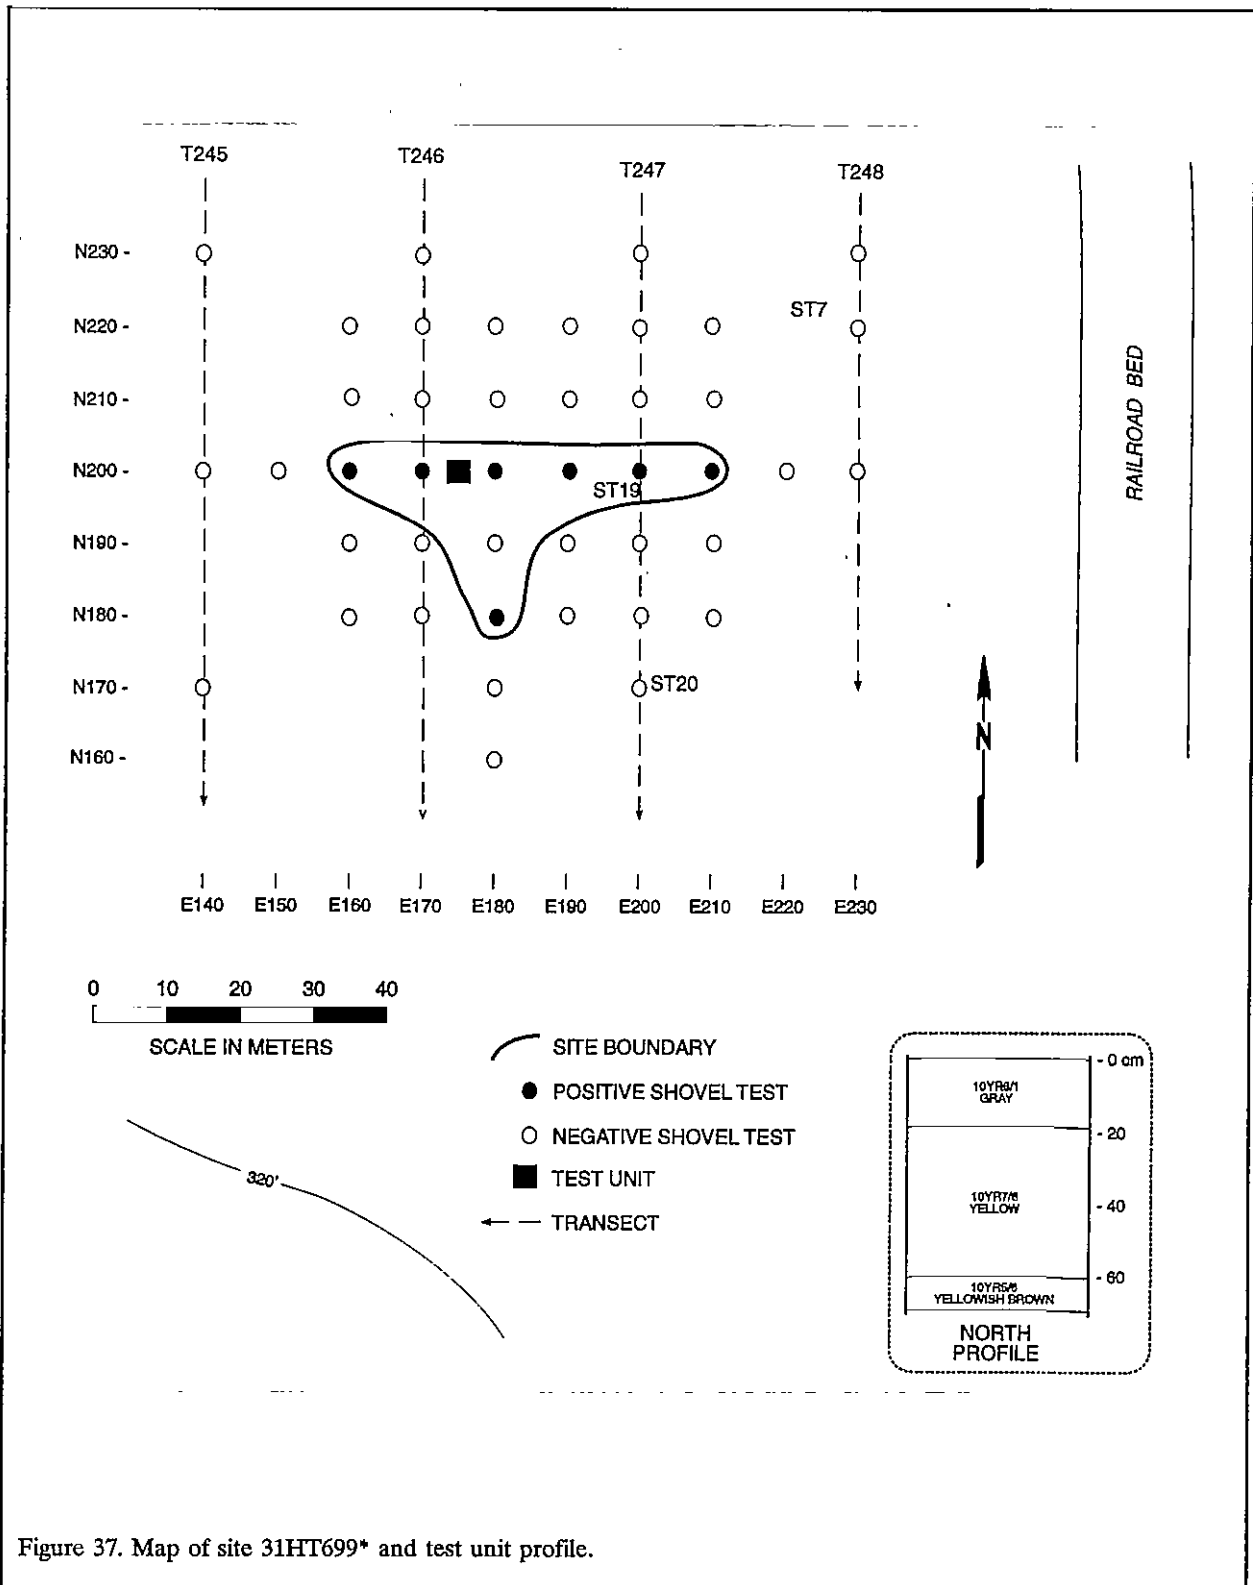 T245
T246
T247
T248
N230 -
N220 -
ST7
N210 -
RAILROAD BED
N200 -
ST19
N190 -
N180 -
N170 -
ST20
N160 -
N
E140 E150 E160 E170 E180 E190 E200 E210 E220 E230
0 10 20 30 40
SCALE IN METERS
SITE BOUNDARY
POSITIVE SHOVEL TEST
NEGATIVE SHOVEL TEST
TEST UNIT
TRANSECT
320'
- 0 cm
GRAY
- 20
YELLOW
- 40
- 60
YELLOWISH BROWN
NORTH
PROFILE
Figure 37. Map of site 31HT699* and test unit profile.